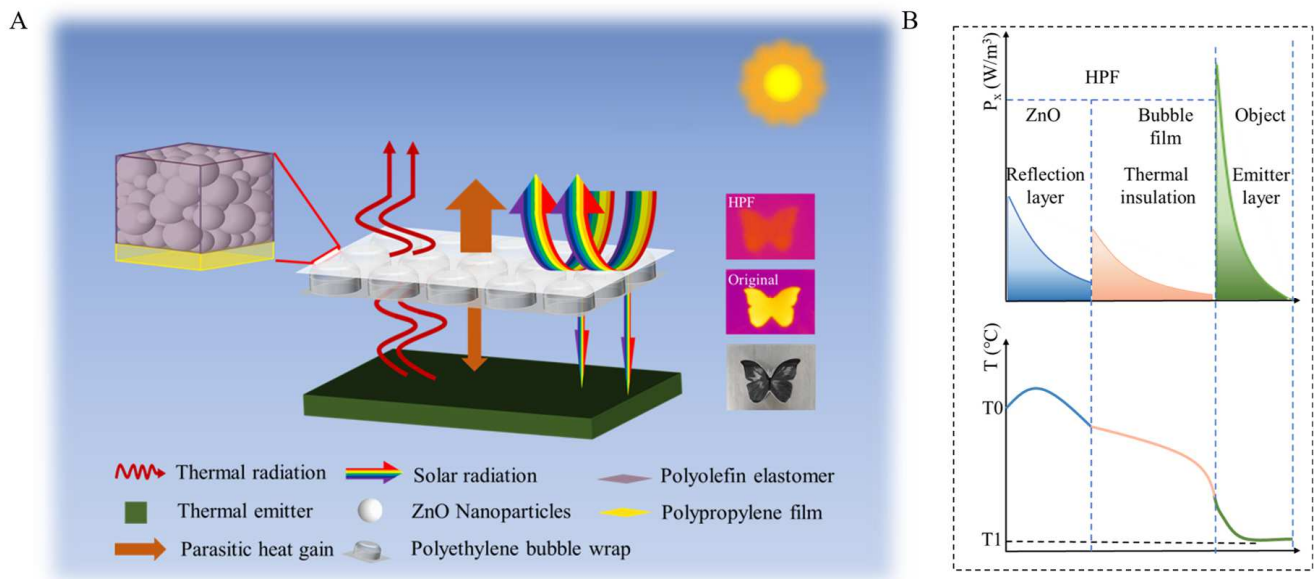 A
HPF
Original
Thermal radiation
Solar radiation
Polyolefin elastomer
Thermal emitter
ZnO Nanoparticles
Polypropylene film
Parasitic heat gain
Polyethylene bubble wrap
B
Pₓ (W/m³)
HPF
ZnO
Bubble
film
Object
Reflection
layer
Thermal
insulation
Emitter
layer
T (°C)
T0
T1